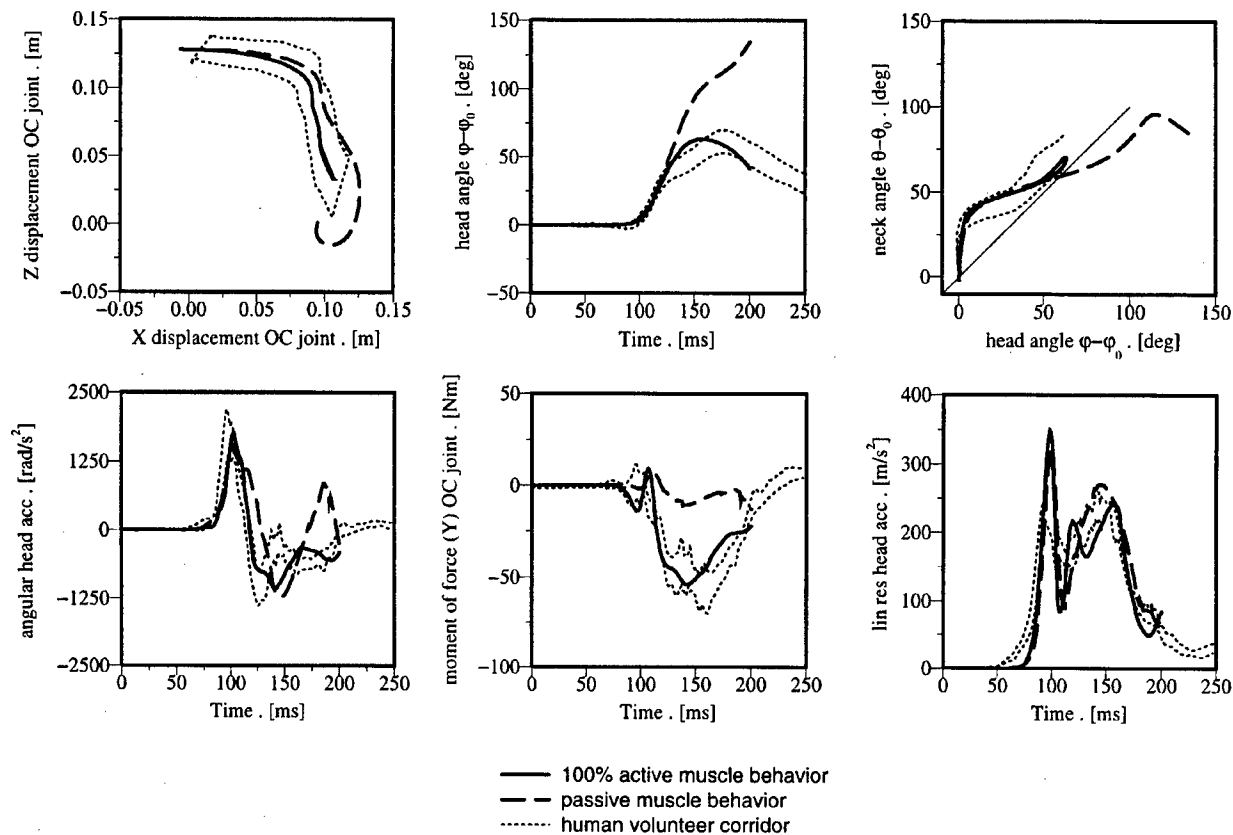 0.15
0.10
0.05
0.00
−0.05
−0.05 0.00 0.05 0.10 0.15
Z displacement OC joint . [m]
X displacement OC joint . [m]
150
100
50
0
−50
0 50 100 150 200 250
head angle φ−φ₀ . [deg]
Time . [ms]
150
100
50
0
0 50 100 150
neck angle θ−θ₀ . [deg]
head angle φ−φ₀ . [deg]
2500
1250
0
−1250
−2500
0 50 100 150 200 250
angular head acc . [rad/s²]
Time . [ms]
50
0
−50
−100
0 50 100 150 200 250
moment of force (Y) OC joint . [Nm]
Time . [ms]
400
300
200
100
0
0 50 100 150 200 250
lin res head acc . [m/s²]
Time . [ms]
100% active muscle behavior
passive muscle behavior
human volunteer corridor